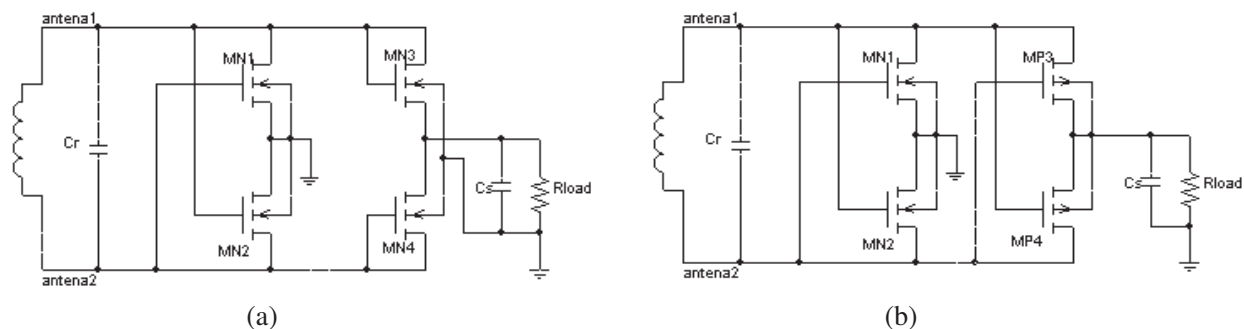 antena1
MN1
MN3
Cr
Cs
Rload
MN2
MN4
antena2
(a)
antena1
MN1
MP3
Cr
Cs
Rload
MN2
MP4
antena2
(b)